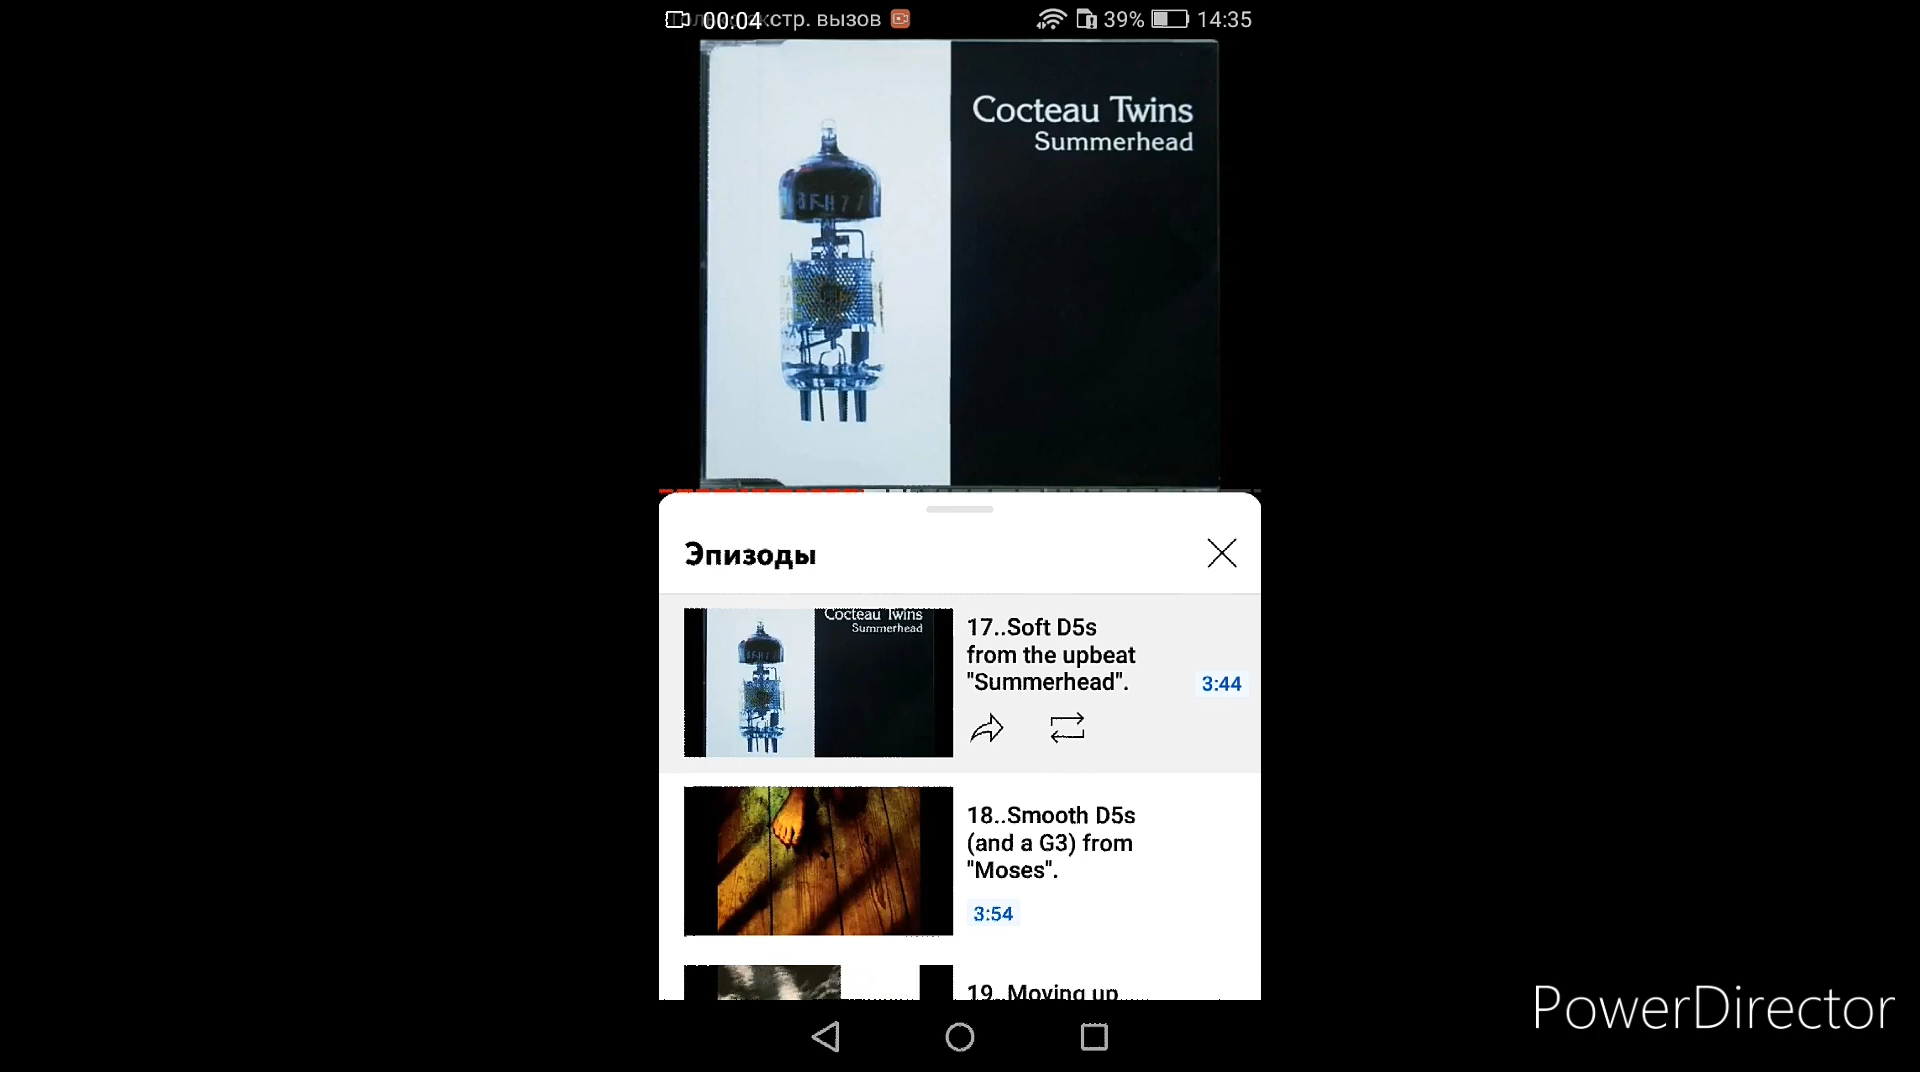 00:04 экстр. вызов 39% 14:35
Cocteau Twins
Summerhead
Эпизоды
Cocteau Twins
Summerhead
17..Soft D5s
from the upbeat
"Summerhead".
3:44
18..Smooth D5s
(and a G3) from
"Moses".
3:54
19..Moving up
PowerDirector